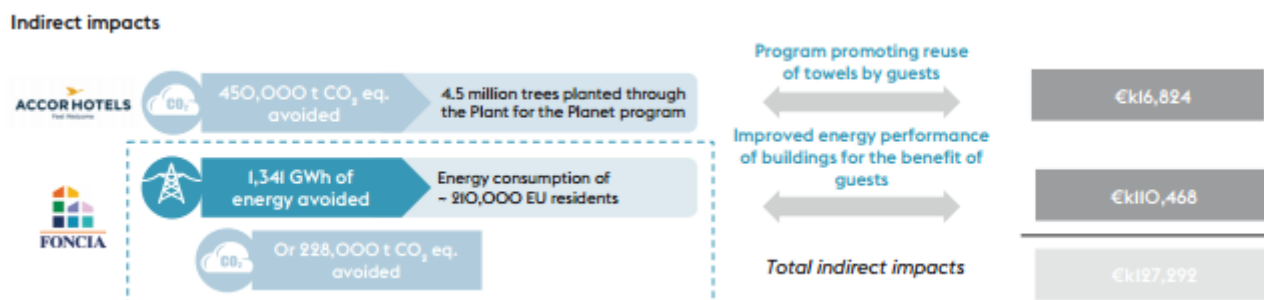 Indirect impacts
ACCOR HOTELS
Feel Welcome
CO₂
450,000 t CO₂ eq.
avoided
4.5 million trees planted through
the Plant for the Planet program
Program promoting reuse
of towels by guests
€k16,824
FONCIA
1,341 GWh of
energy avoided
Energy consumption of
~ 210,000 EU residents
Improved energy performance
of buildings for the benefit of
guests
€k110,468
CO₂
Or 228,000 t CO₂ eq.
avoided
Total indirect impacts
€k127,292